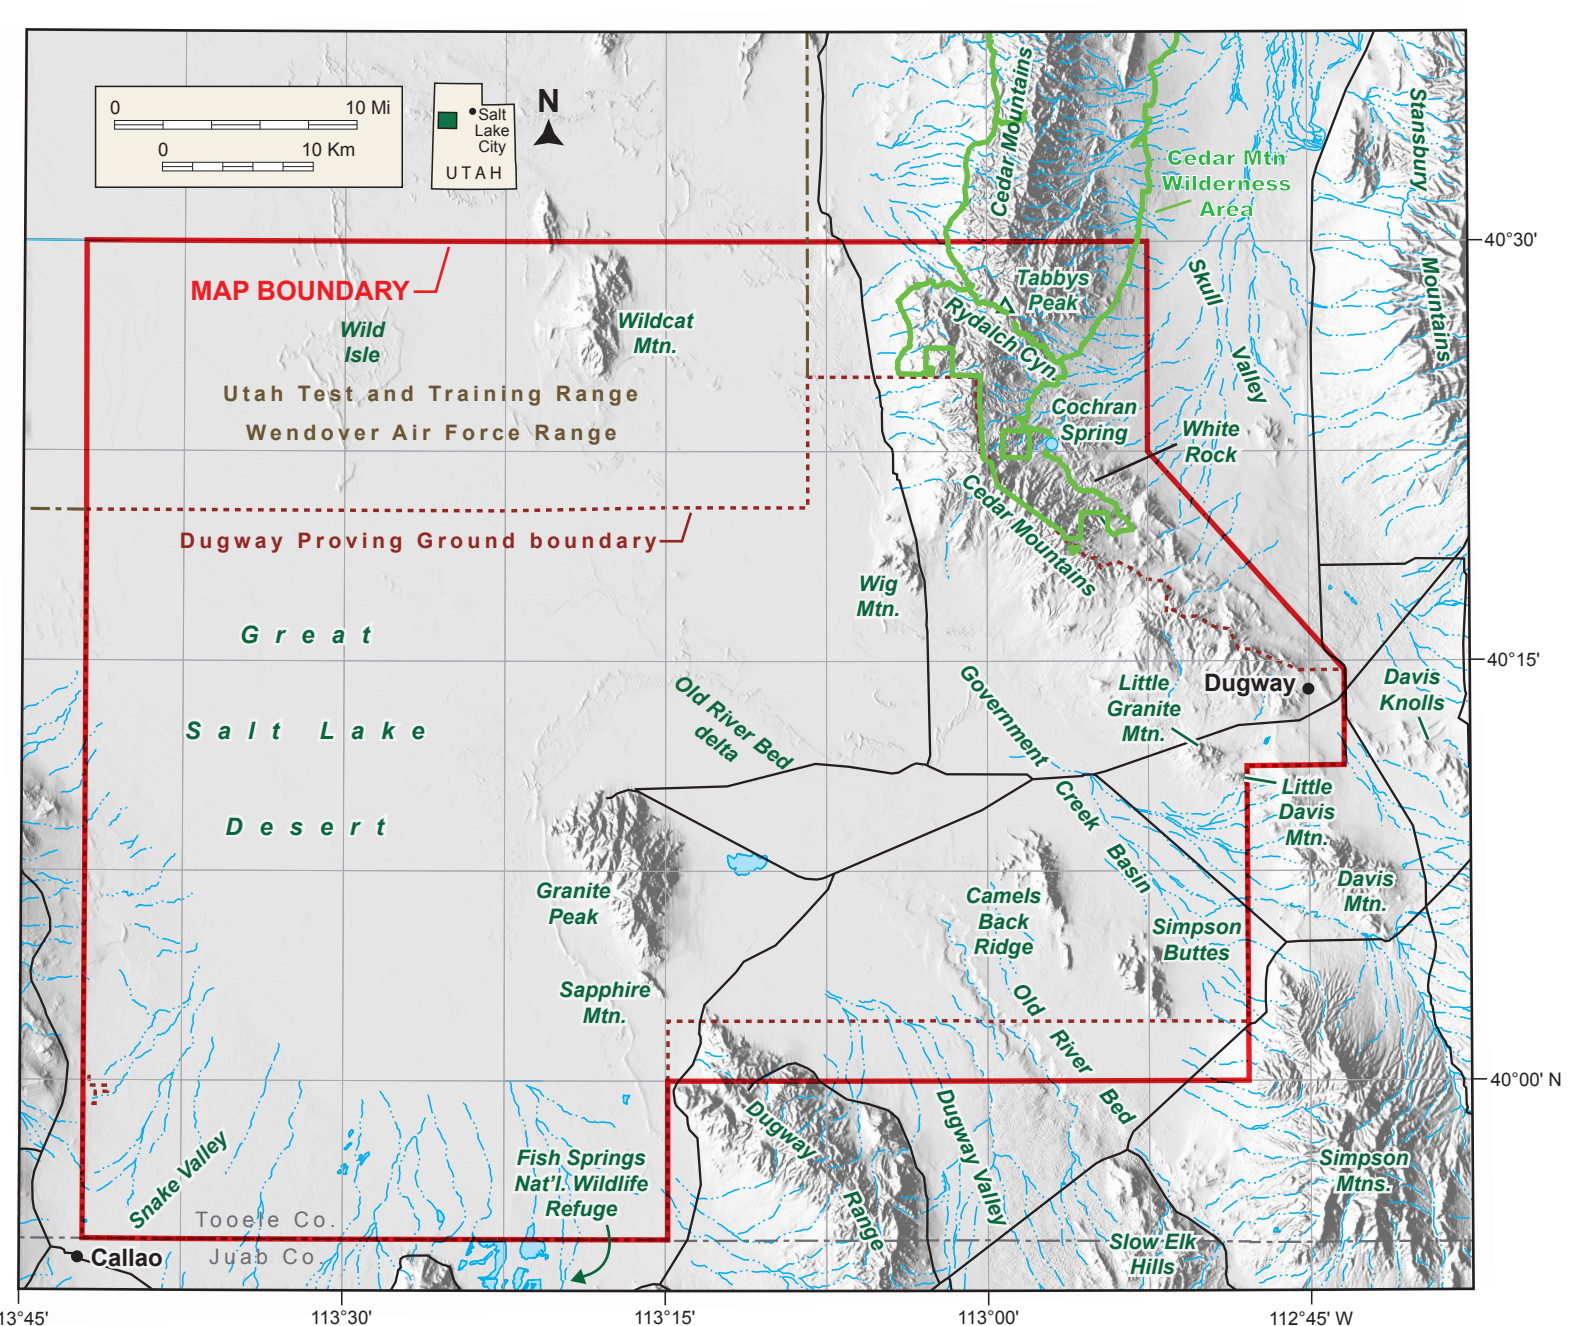 0 10 Mi
0 10 Km
Salt
Lake
City
UTAH
N
Cedar Mountains
Stansbury
Mountains
Cedar Mtn
Wilderness
Area
40°30'
MAP BOUNDARY
Wild
Isle
Wildcat
Mtn.
Tabbys
Peak
Rydalch Cyn.
Skull
Valley
Utah Test and Training Range
Wendover Air Force Range
Cochran
Spring
White
Rock
Cedar Mountains
Dugway Proving Ground boundary
Wig
Mtn.
Great
Salt Lake
Desert
40°15'
Old River Bed
delta
Government
Creek
Basin
Little
Granite
Mtn.
Dugway
Davis
Knolls
Little
Davis
Mtn.
Davis
Mtn.
Granite
Peak
Camels
Back
Ridge
Simpson
Buttes
Sapphire
Mtn.
Old
River
Bed
40°00' N
Snake Valley
Dugway
Range
Dugway Valley
Fish Springs
Nat'l. Wildlife
Refuge
Simpson
Mtns.
Tooele Co.
Juab Co.
Callao
Slow Elk
Hills
13°45'
113°30'
113°15'
113°00'
112°45' W